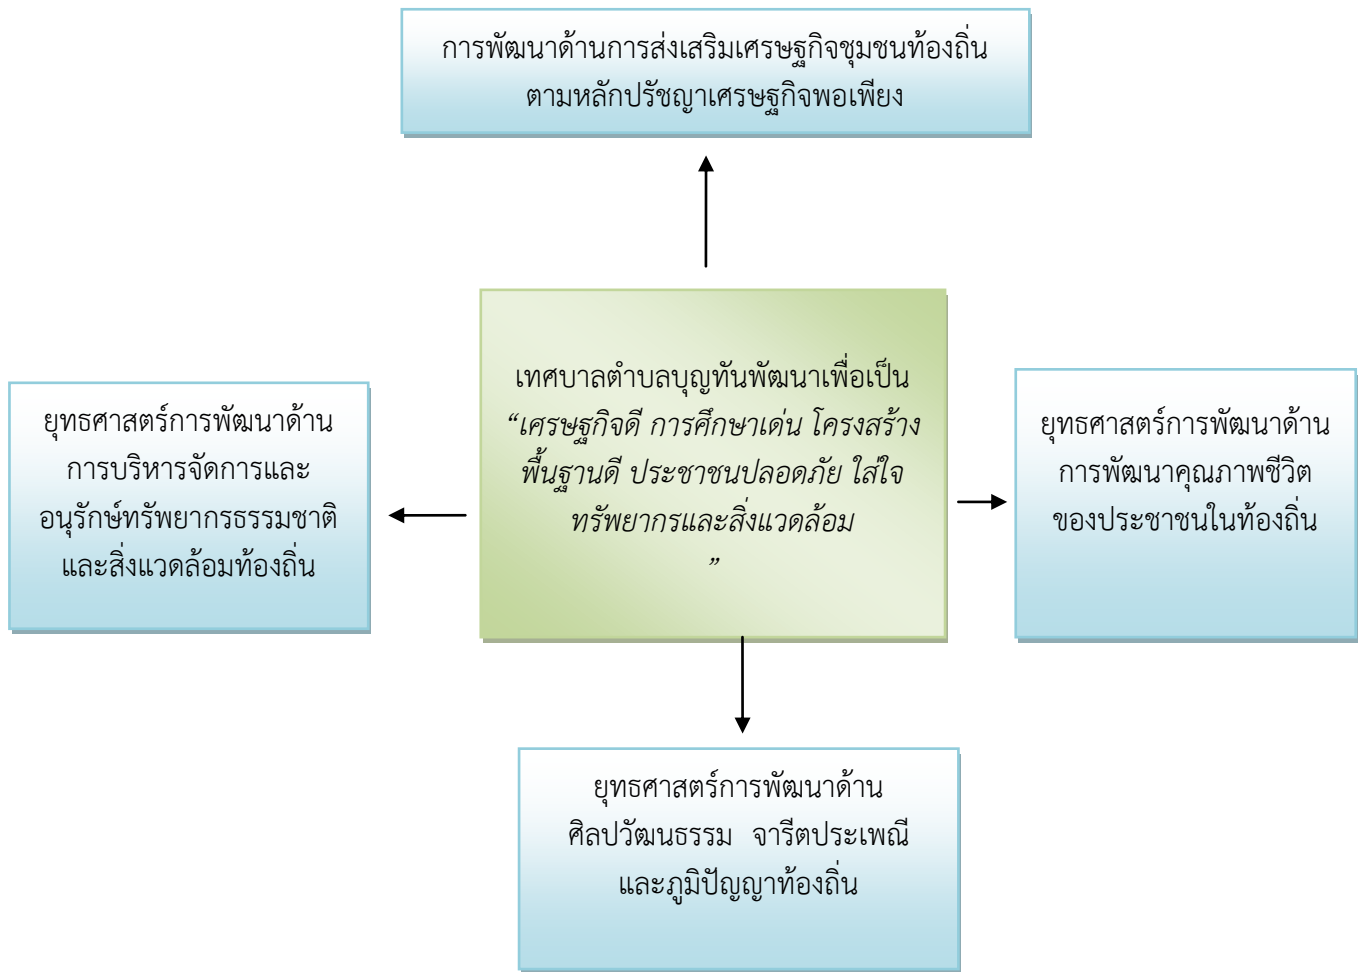 การพัฒนาด้านการส่งเสริมเศรษฐกิจชุมชนท้องถิ่น
ตามหลักปรัชญาเศรษฐกิจพอเพียง
เทศบาลตำบลบุญทันพัฒนาเพื่อเป็น
“เศรษฐกิจดี การศึกษาเด่น โครงสร้าง
พื้นฐานดี ประชาชนปลอดภัย ใส่ใจ
ทรัพยากรและสิ่งแวดล้อม
”
ยุทธศาสตร์การพัฒนาด้าน
การบริหารจัดการและ
อนุรักษ์ทรัพยากรธรรมชาติ
และสิ่งแวดล้อมท้องถิ่น
ยุทธศาสตร์การพัฒนาด้าน
การพัฒนาคุณภาพชีวิต
ของประชาชนในท้องถิ่น
ยุทธศาสตร์การพัฒนาด้าน
ศิลปวัฒนธรรม  จารีตประเพณี
และภูมิปัญญาท้องถิ่น